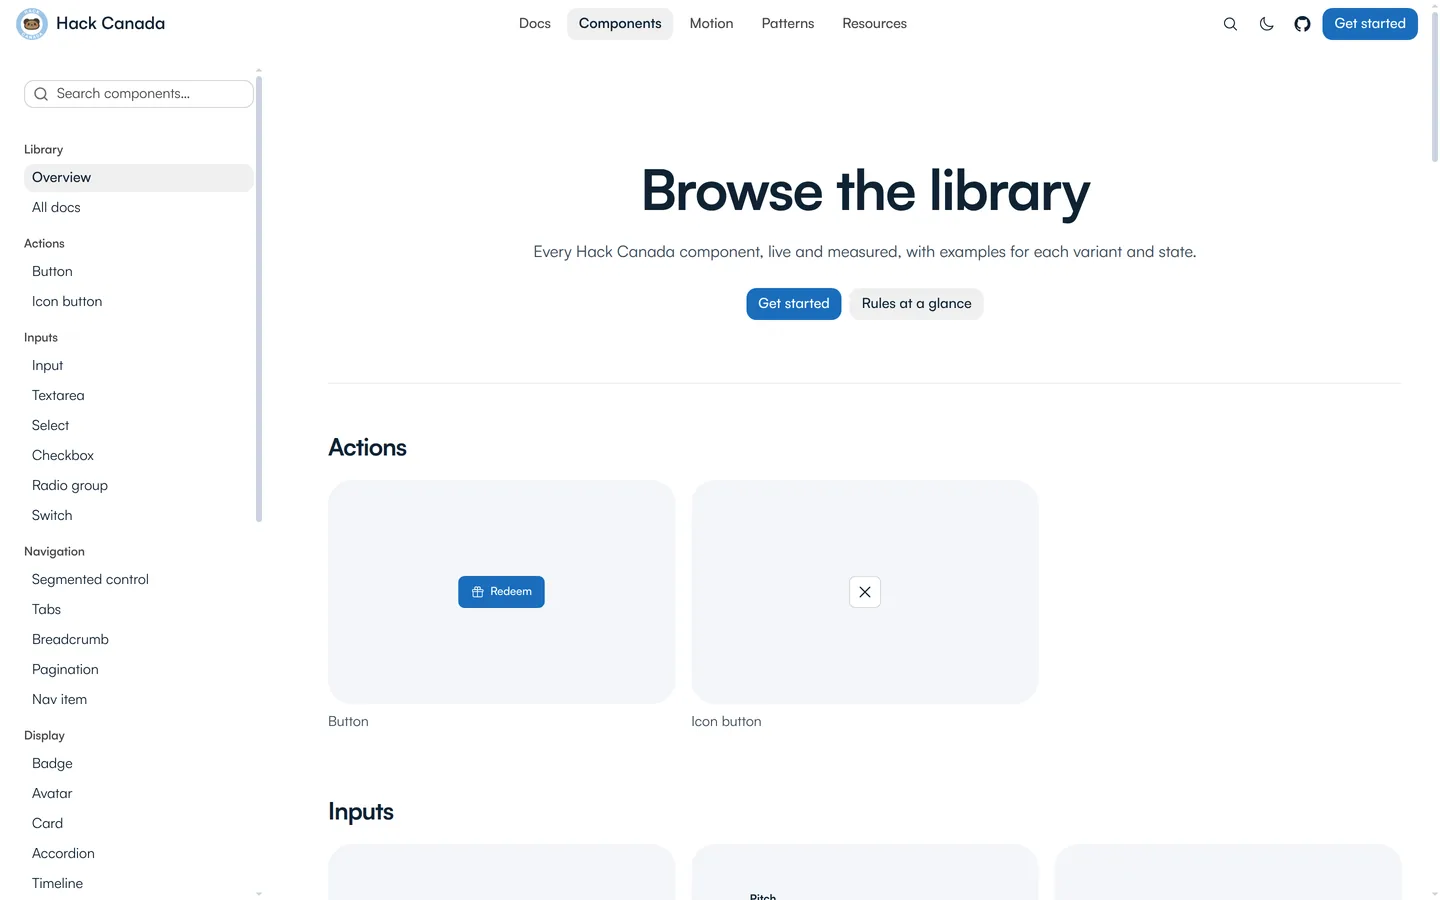 HACK CANADA
Hack Canada
Docs
Components
Motion
Patterns
Resources
Get started
Search components...
Library
Overview
All docs
Actions
Button
Icon button
Inputs
Input
Textarea
Select
Checkbox
Radio group
Switch
Navigation
Segmented control
Tabs
Breadcrumb
Pagination
Nav item
Display
Badge
Avatar
Card
Accordion
Timeline
Browse the library
Every Hack Canada component, live and measured, with examples for each variant and state.
Get started
Rules at a glance
Actions
Redeem
Button
Icon button
Inputs
Pitch